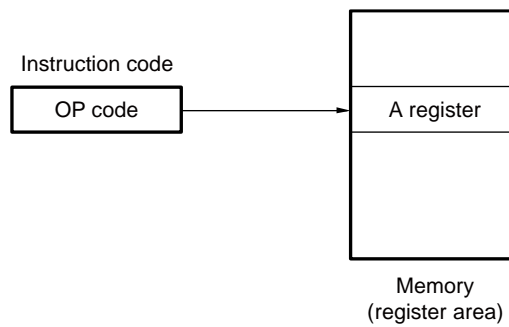 Instruction code
OP code
A register
Memory
(register area)